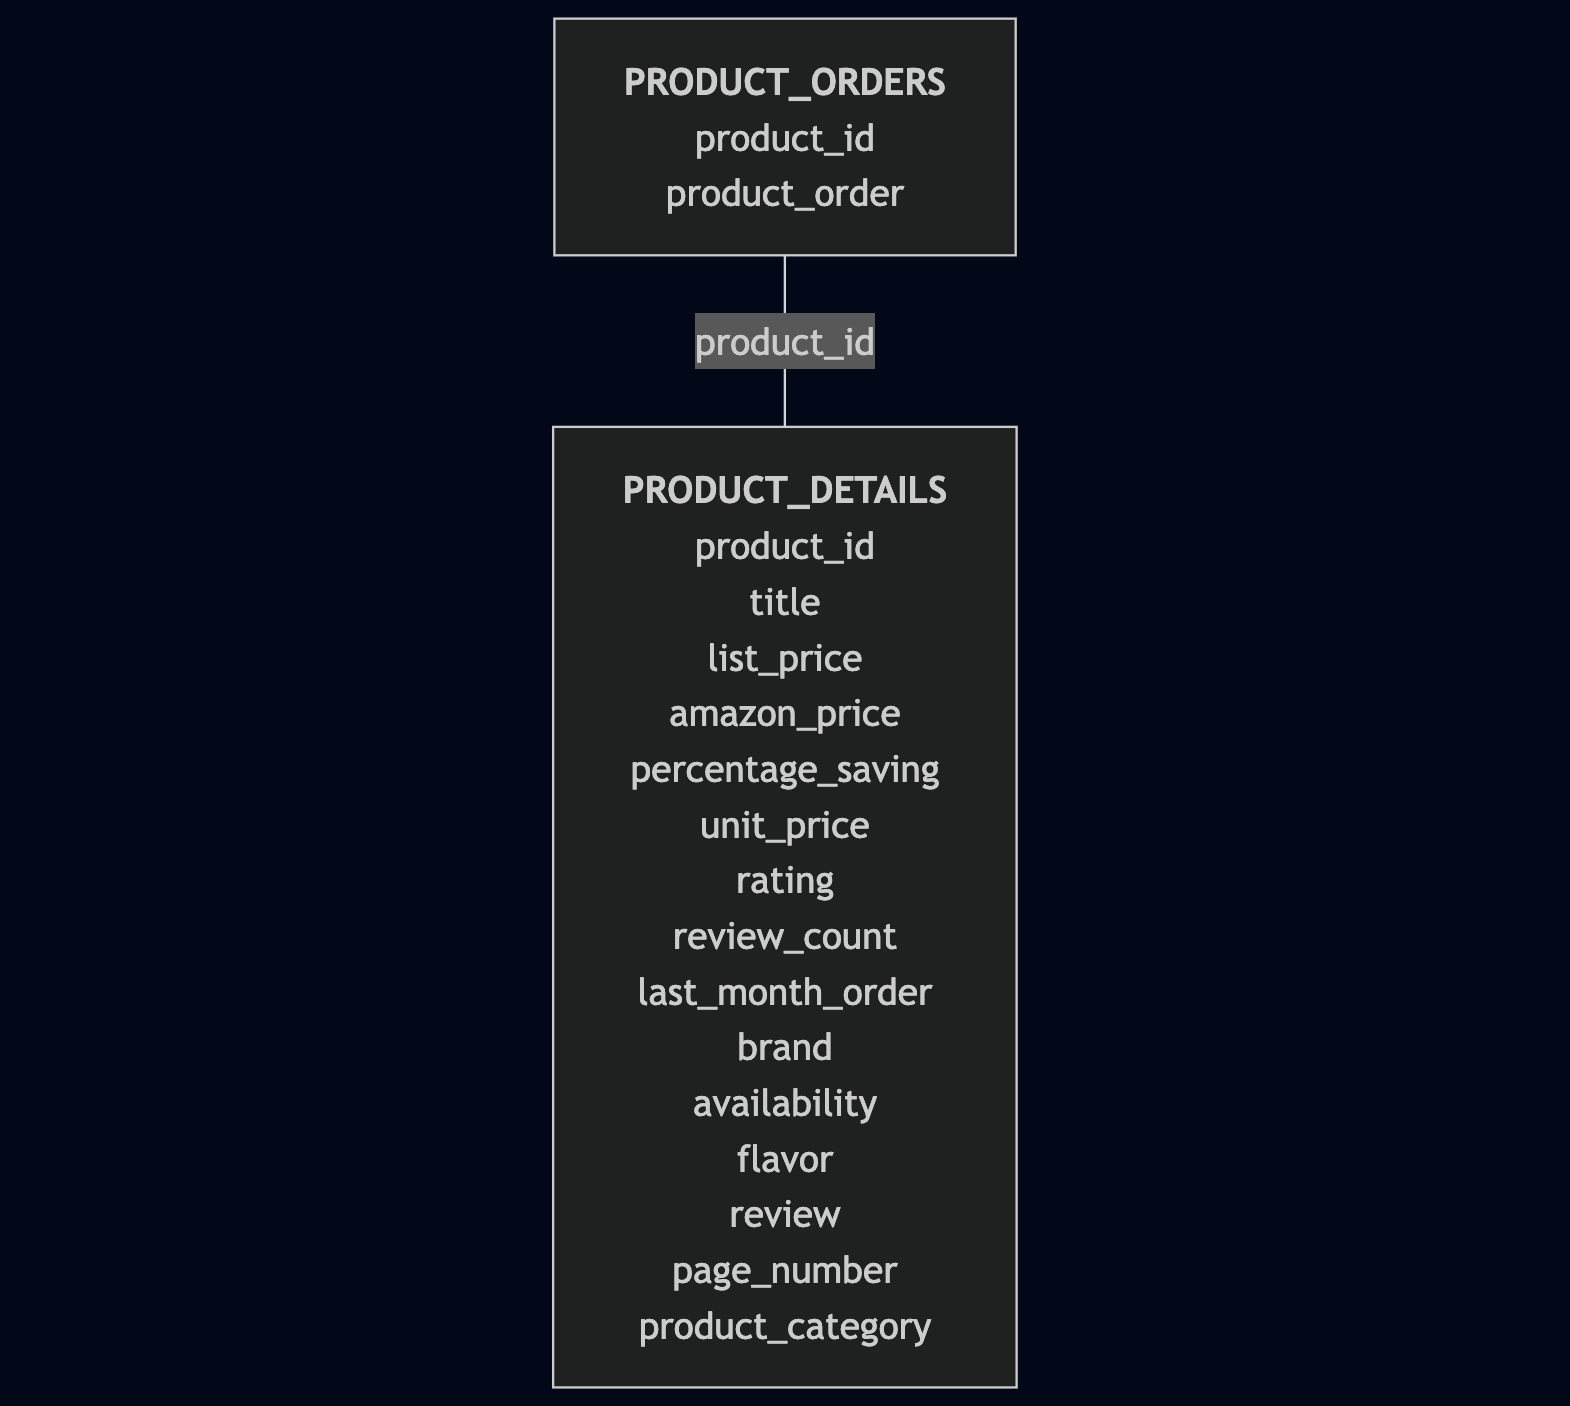 PRODUCT_ORDERS
product_id
product_order
product_id
PRODUCT_DETAILS
product_id
title
list_price
amazon_price
percentage_saving
unit_price
rating
review_count
last_month_order
brand
availability
flavor
review
page_number
product_category